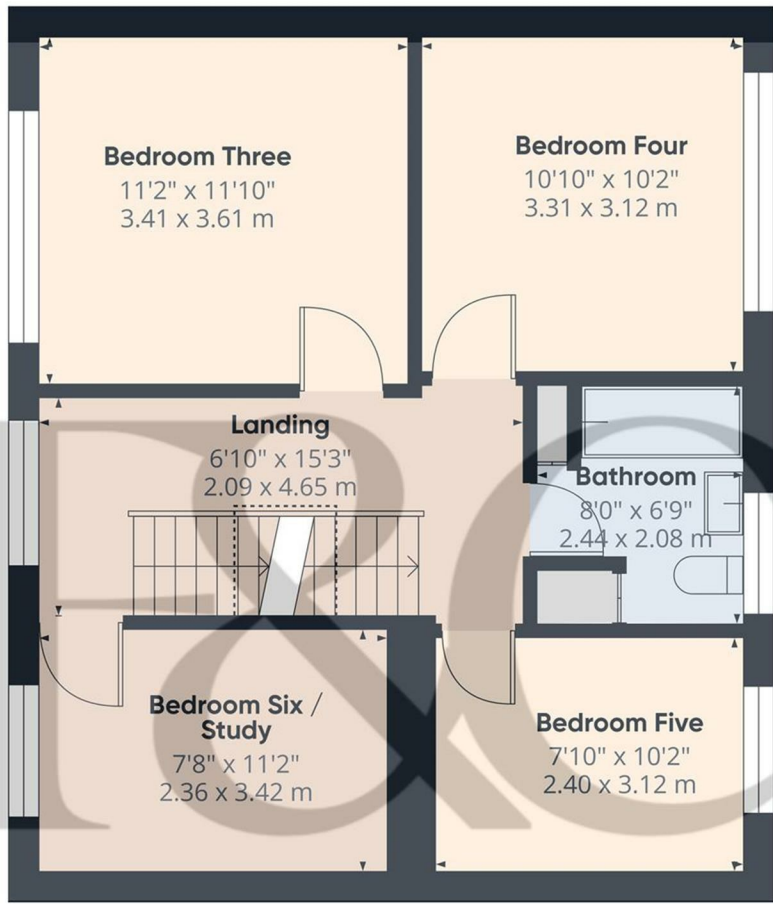 Bedroom Three
11'2" x 11'10"
3.41 x 3.61 m
Bedroom Four
10'10" x 10'2"
3.31 x 3.12 m
Landing
6'10" x 15'3"
2.09 x 4.65 m
Bathroom
8'0" x 6'9"
2.44 x 2.08 m
Bedroom Six /
Study
7'8" x 11'2"
2.36 x 3.42 m
Bedroom Five
7'10" x 10'2"
2.40 x 3.12 m
F&C